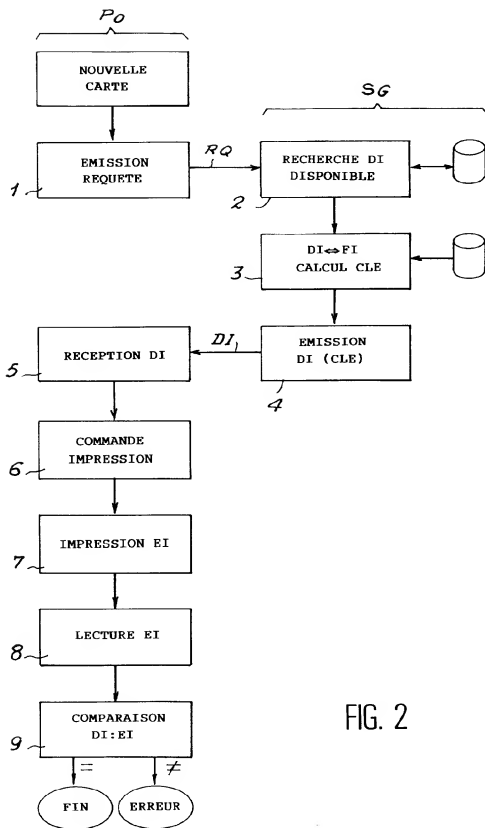 PO
NOUVELLE
CARTE
SG
1
EMISSION
REQUETE
RQ
RECHERCHE DI
DISPONIBLE
2
DI⇔FI
CALCUL CLE
3
EMISSION
DI (CLE)
4
DI
RECEPTION DI
5
COMMANDE
IMPRESSION
6
IMPRESSION EI
7
LECTURE EI
8
COMPARAISON
DI:EI
9
= ≠
FIN ERREUR
FIG. 2